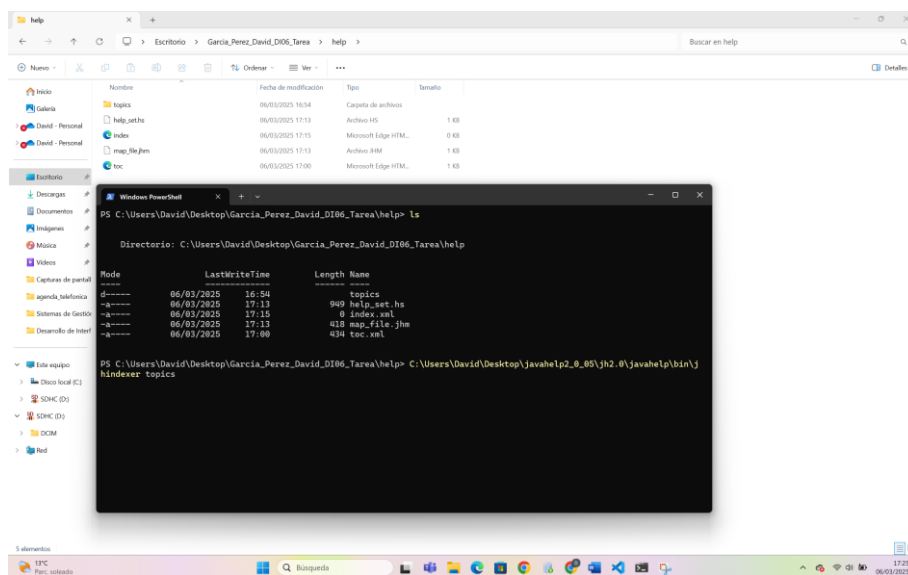 help
Escritorio > Garcia_Perez_David_DI06_Tarea > help >
Buscar en help
Nuevo
Ordenar
Ver
Detalles
Nombre
Fecha de modificación
Tipo
Tamaño
Inicio
Galería
David - Personal
David - Personal
Escritorio
Descargas
Documentos
Imágenes
Música
Vídeos
Capturas de pantall
agenda_telefonica
Sistemas de Gestió
Desarrollo de Interf
Este equipo
Disco local (C:)
SDHC (D:)
SDHC (D:)
DCIM
Red
topics 06/03/2025 16:54 Carpeta de archivos
help_set.hs 06/03/2025 17:13 Archivo HS 1 KB
index 06/03/2025 17:15 Microsoft Edge HTM... 0 KB
map_file.jhm 06/03/2025 17:13 Archivo JHM 1 KB
toc 06/03/2025 17:00 Microsoft Edge HTM... 1 KB
Windows PowerShell
PS C:\Users\David\Desktop\Garcia_Perez_David_DI06_Tarea\help> ls
Directorio: C:\Users\David\Desktop\Garcia_Perez_David_DI06_Tarea\help
Mode LastWriteTime Length Name
---- ------------- ------ ----
d----- 06/03/2025 16:54 topics
-a---- 06/03/2025 17:13 949 help_set.hs
-a---- 06/03/2025 17:15 0 index.xml
-a---- 06/03/2025 17:13 418 map_file.jhm
-a---- 06/03/2025 17:00 434 toc.xml
PS C:\Users\David\Desktop\Garcia_Perez_David_DI06_Tarea\help> C:\Users\David\Desktop\javahelp2_0_05\jh2.0\javahelp\bin\j
hindexer topics
5 elementos
13°C
Parc. soleado
Búsqueda
17:23
06/03/2025